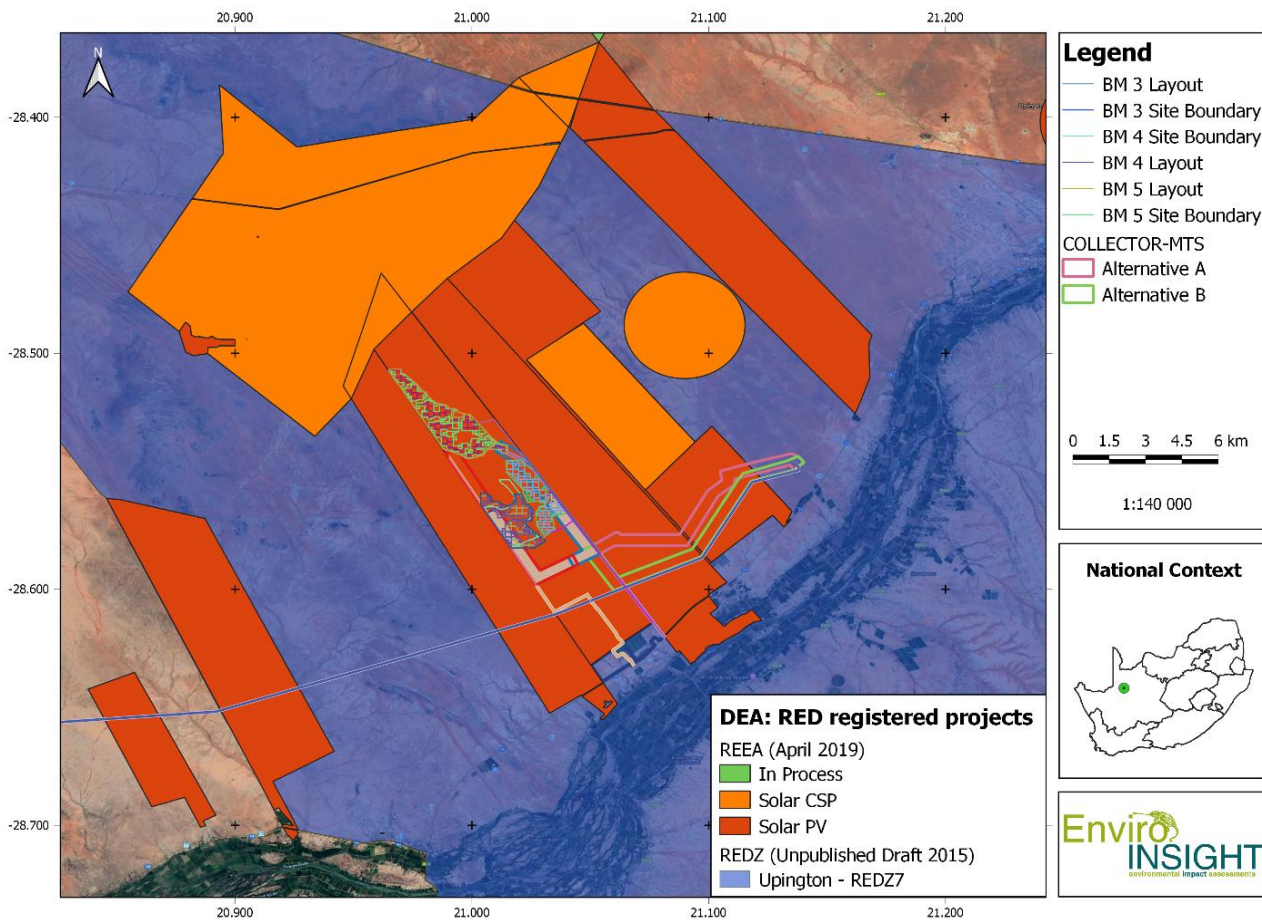 20.900 21.000 21.100 21.200
N
-28.400
-28.500
-28.600
-28.700
20.900 21.000 21.100 21.200
Legend
BM 3 Layout
BM 3 Site Boundary
BM 4 Site Boundary
BM 4 Layout
BM 5 Layout
BM 5 Site Boundary
COLLECTOR-MTS
Alternative A
Alternative B
0 1.5 3 4.5 6 km
1:140 000
National Context
DEA: RED registered projects
REEA (April 2019)
In Process
Solar CSP
Solar PV
REDZ (Unpublished Draft 2015)
Upington - REDZ7
Enviro
INSIGHT
environmental impact assessments